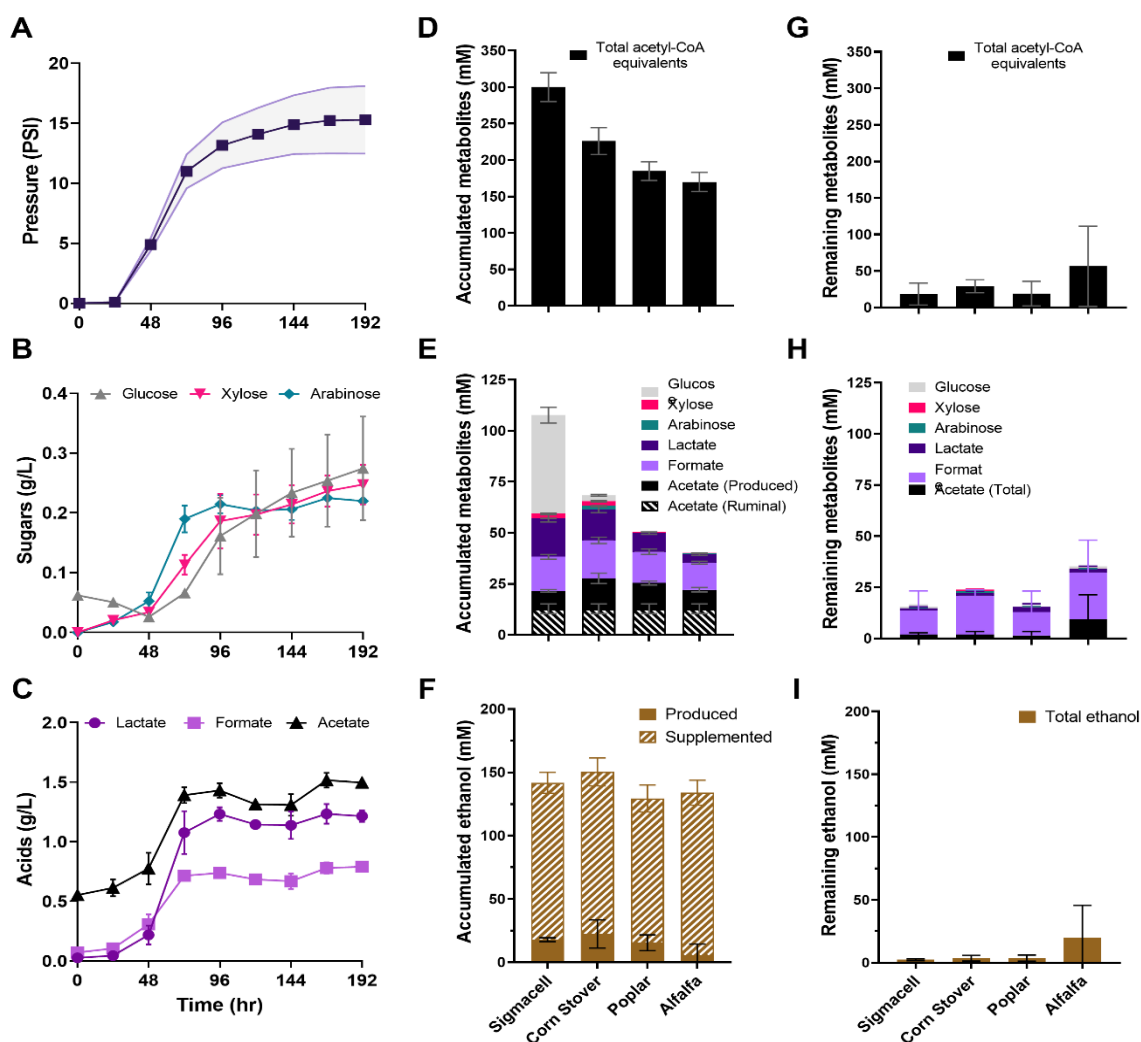 A
20
15
10
5
0
Pressure (PSI)
0 48 96 144 192
B
Glucose Xylose Arabinose
0.4
0.3
0.2
0.1
0.0
Sugars (g/L)
0 48 96 144 192
C
Lactate Formate Acetate
2.0
1.5
1.0
0.5
0.0
Acids (g/L)
0 48 96 144 192
Time (hr)
D
Total acetyl-CoA
equivalents
350
300
250
200
150
100
50
0
Accumulated metabolites (mM)
E
125
100
75
50
25
0
Accumulated metabolites (mM)
Glucos
e
Xylose
Arabinose
Lactate
Formate
Acetate (Produced)
Acetate (Ruminal)
F
200
150
100
50
0
Accumulated ethanol (mM)
Produced
Supplemented
Sigmacell
Corn Stover
Poplar
Alfalfa
G
Total acetyl-CoA
equivalents
350
300
250
200
150
100
50
0
Remaining metabolites (mM)
H
125
100
75
50
25
0
Remaining metabolites (mM)
Glucose
Xylose
Arabinose
Lactate
Format
e
Acetate (Total)
I
200
150
100
50
0
Remaining ethanol (mM)
Total ethanol
Sigmacell
Corn Stover
Poplar
Alfalfa